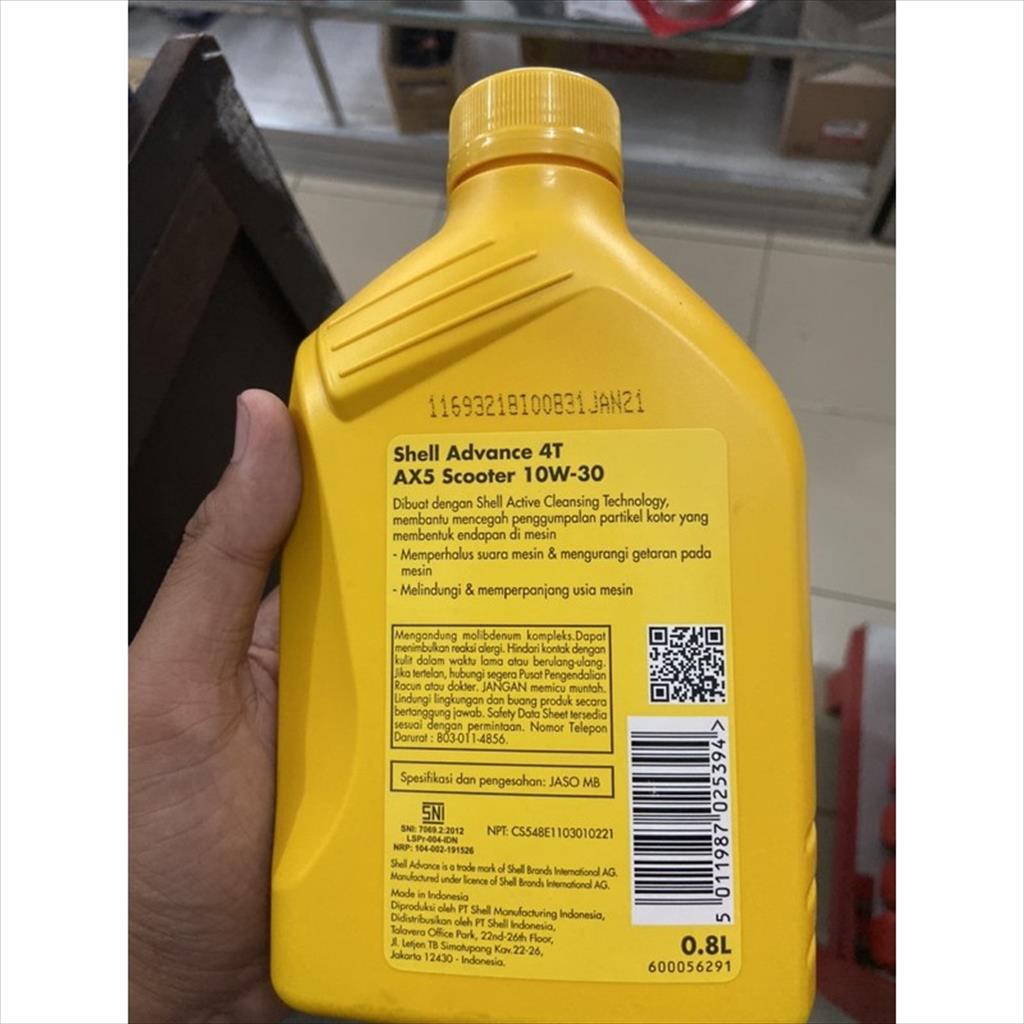 11693218I00831JAN21
Shell Advance 4T
AX5 Scooter 10W-30
Dibuat dengan Shell Active Cleansing Technology,
membantu mencegah penggumpalan partikel kotor yang
membentuk endapan di mesin
- Memperhalus suara mesin & mengurangi getaran pada
mesin
- Melindungi & memperpanjang usia mesin
Mengandung molibdenum kompleks.Dapat
menimbulkan reaksi alergi. Hindari kontak dengan
kulit dalam waktu lama atau berulang-ulang.
Jika tertelan, hubungi segera Pusat Pengendalian
Racun atau dokter. JANGAN memicu muntah.
Lindungi lingkungan dan buang produk secara
bertanggung jawab. Safety Data Sheet tersedia
sesuai dengan permintaan. Nomor Telepon
Darurat : 803-011-4856.
Spesifikasi dan pengesahan: JASO MB
SNI
SNI: 7069.2:2012
LSPr-004-IDN
NRP: 104-002-191526
NPT: CS548E1103010221
Shell Advance is a trade mark of Shell Brands International AG.
Manufactured under licence of Shell Brands International AG.
Made in Indonesia
Diproduksi oleh PT Shell Manufacturing Indonesia,
Didistribusikan oleh PT Shell Indonesia,
Talavera Office Park, 22nd-26th Floor,
Jl. Letjen TB Simatupang Kav.22-26,
Jakarta 12430 - Indonesia.
5 011987 025394 >
0.8L
600056291